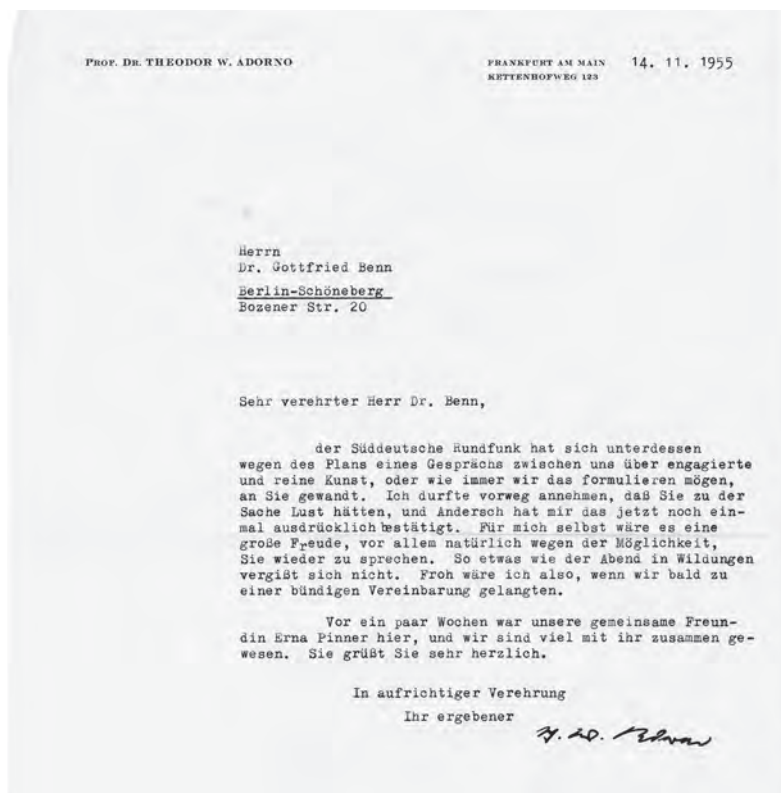 PROF. DR. THEODOR W. ADORNO
FRANKFURT AM MAIN 14. 11. 1955
KETTENHOFWEG 123
Herrn
Dr. Gottfried Benn
Berlin-Schöneberg
Bozener Str. 20
Sehr verehrter Herr Dr. Benn,
der Süddeutsche Rundfunk hat sich unterdessen
wegen des Plans eines Gesprächs zwischen uns über engagierte
und reine Kunst, oder wie immer wir das formulieren mögen,
an Sie gewandt. Ich durfte vorweg annehmen, daß Sie zu der
Sache Lust hätten, und Andersch hat mir das jetzt noch ein-
mal ausdrücklich bestätigt. Für mich selbst wäre es eine
große Freude, vor allem natürlich wegen der Möglichkeit,
Sie wieder zu sprechen. So etwas wie der Abend in Wildungen
vergißt sich nicht. Froh wäre ich also, wenn wir bald zu
einer bündigen Vereinbarung gelangten.
Vor ein paar Wochen war unsere gemeinsame Freun-
din Erna Pinner hier, und wir sind viel mit ihr zusammen ge-
wesen. Sie grüßt Sie sehr herzlich.
In aufrichtiger Verehrung
Ihr ergebener
T. W. Adorno